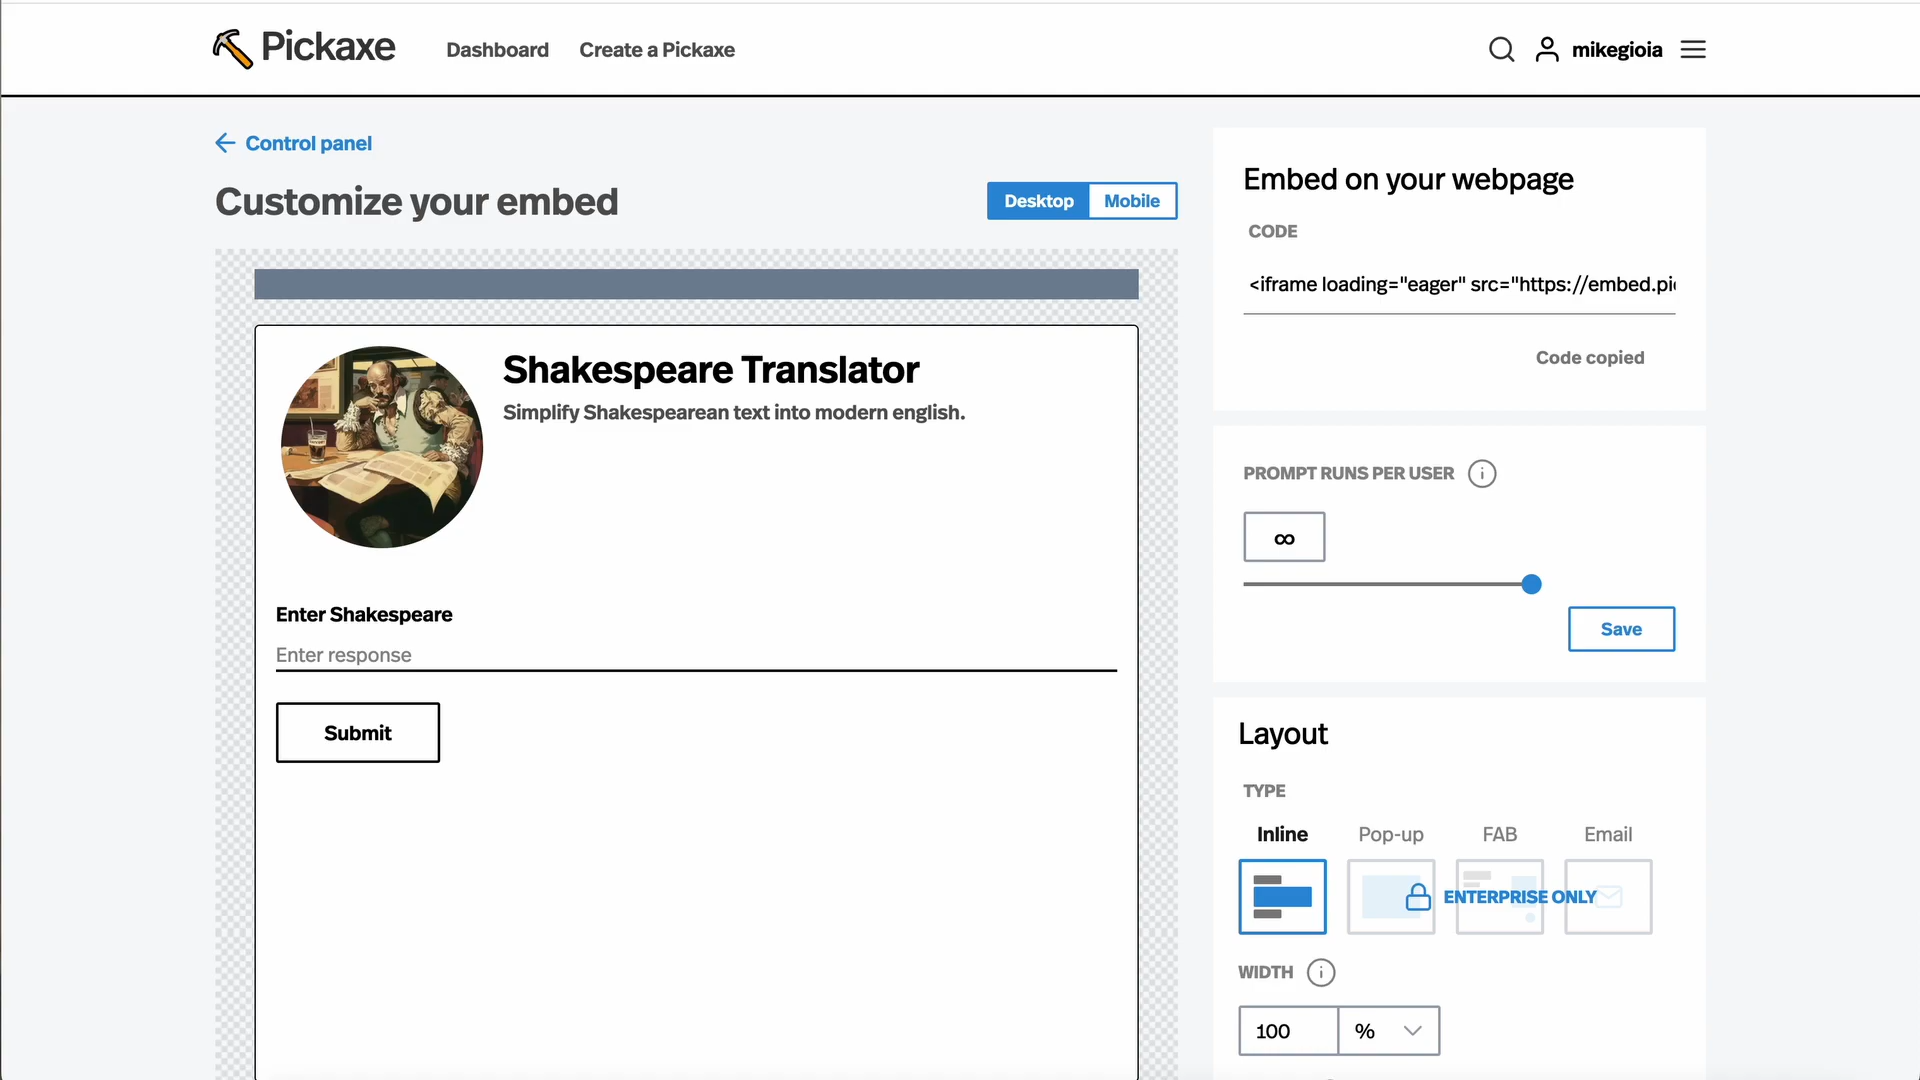 Pickaxe
Dashboard
Create a Pickaxe
mikegioia
Control panel
Customize your embed
Desktop
Mobile
Shakespeare Translator
Simplify Shakespearean text into modern english.
Enter Shakespeare
Enter response
Submit
Embed on your webpage
CODE
<iframe loading="eager" src="https://embed.pi
Code copied
PROMPT RUNS PER USER
∞
Save
Layout
TYPE
Inline
Pop-up
FAB
Email
ENTERPRISE ONLY
WIDTH
100
%